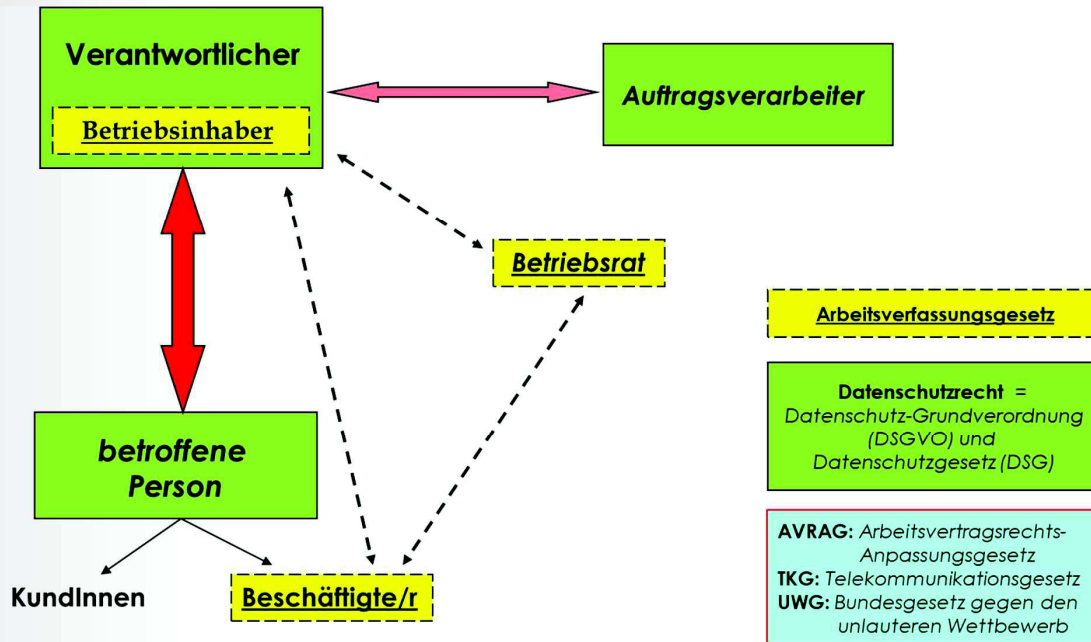 Verantwortlicher
Betriebsinhaber
Auftragsverarbeiter
Betriebsrat
betroffene
Person
KundInnen
Beschäftigte/r
Arbeitsverfassungsgesetz
Datenschutzrecht =
Datenschutz-Grundverordnung
(DSGVO) und
Datenschutzgesetz (DSG)
AVRAG: Arbeitsvertragsrechts-
Anpassungsgesetz
TKG: Telekommunikationsgesetz
UWG: Bundesgesetz gegen den
unlauteren Wettbewerb